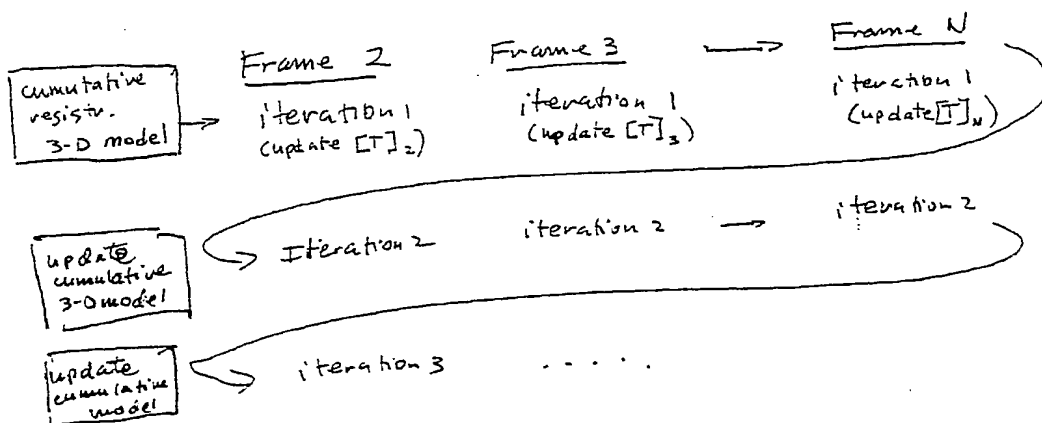 Frame 2 Frame 3 → Frame N
cumutative
registr.
3-D model
→ iteration 1 iteration 1 iteration 1
(update [T]₂) (update [T]₃) (update [T]N)
update
cumulative
3-D model
Iteration 2 iteration 2 → iteration 2
update
cumulative
model
iteration 3 . . . . .